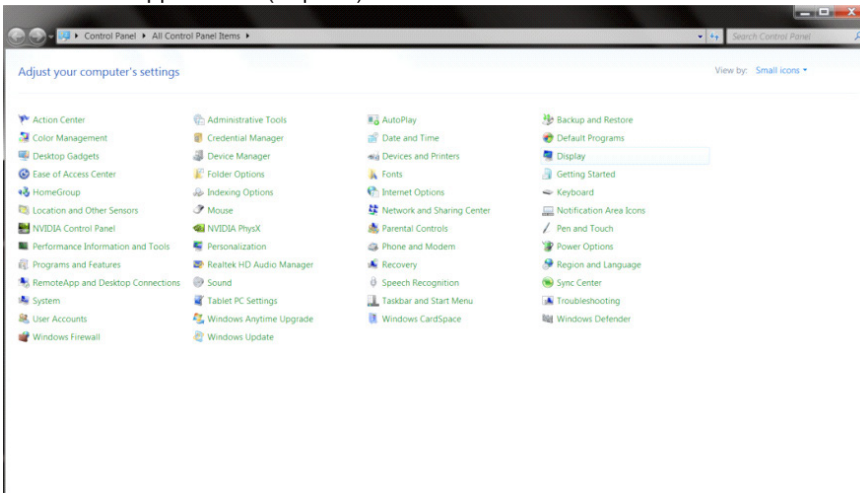 Control Panel ▸ All Control Panel Items ▸
Search Control Panel
Adjust your computer's settings
View by: Small icons
Action Center
Administrative Tools
AutoPlay
Backup and Restore
Color Management
Credential Manager
Date and Time
Default Programs
Desktop Gadgets
Device Manager
Devices and Printers
Display
Ease of Access Center
Folder Options
Fonts
Getting Started
HomeGroup
Indexing Options
Internet Options
Keyboard
Location and Other Sensors
Mouse
Network and Sharing Center
Notification Area Icons
NVIDIA Control Panel
NVIDIA PhysX
Parental Controls
Pen and Touch
Performance Information and Tools
Personalization
Phone and Modem
Power Options
Programs and Features
Realtek HD Audio Manager
Recovery
Region and Language
RemoteApp and Desktop Connections
Sound
Speech Recognition
Sync Center
System
Tablet PC Settings
Taskbar and Start Menu
Troubleshooting
User Accounts
Windows Anytime Upgrade
Windows CardSpace
Windows Defender
Windows Firewall
Windows Update